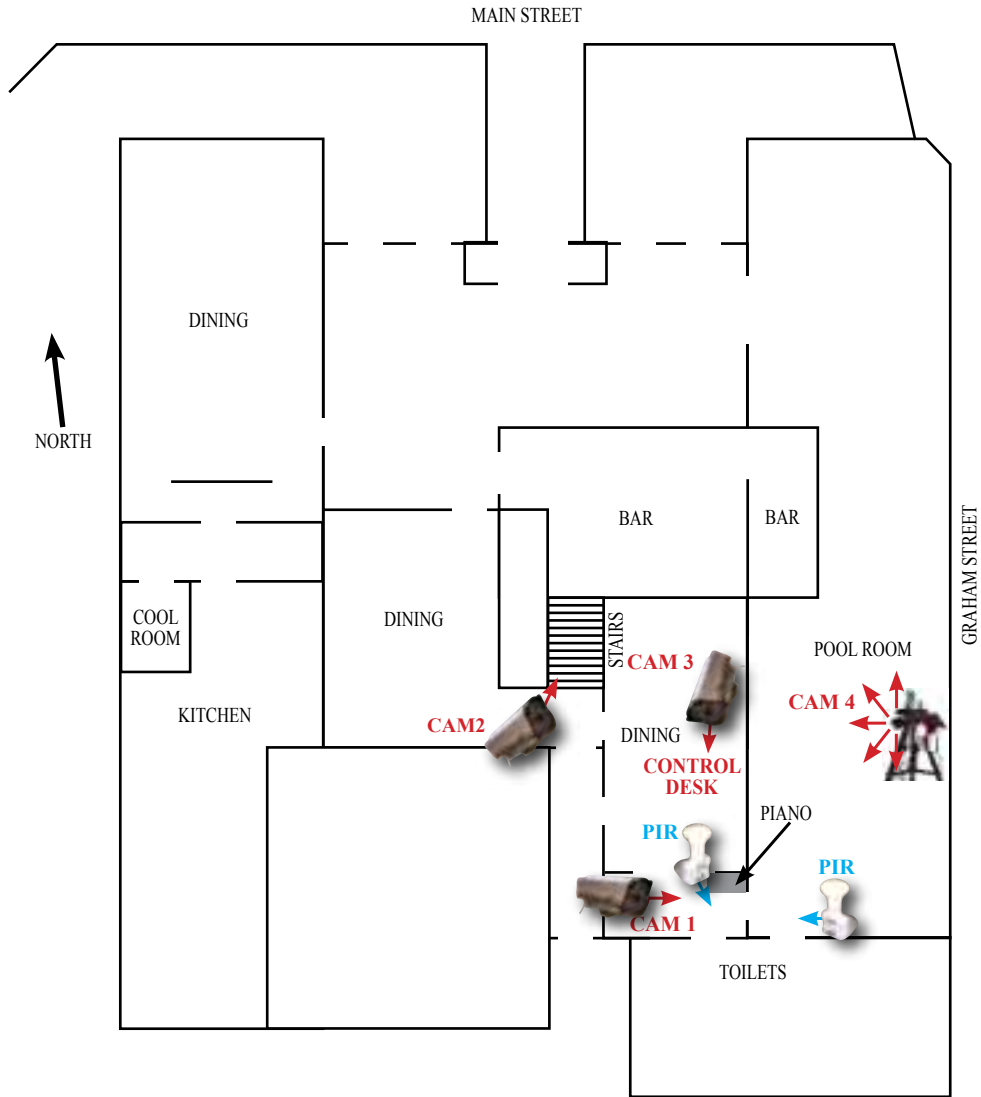 MAIN STREET
DINING
NORTH
BAR
BAR
GRAHAM STREET
COOL
ROOM
DINING
STAIRS
CAM 3
POOL ROOM
CAM 4
KITCHEN
CAM2
DINING
CONTROL
DESK
PIANO
PIR
PIR
CAM 1
TOILETS